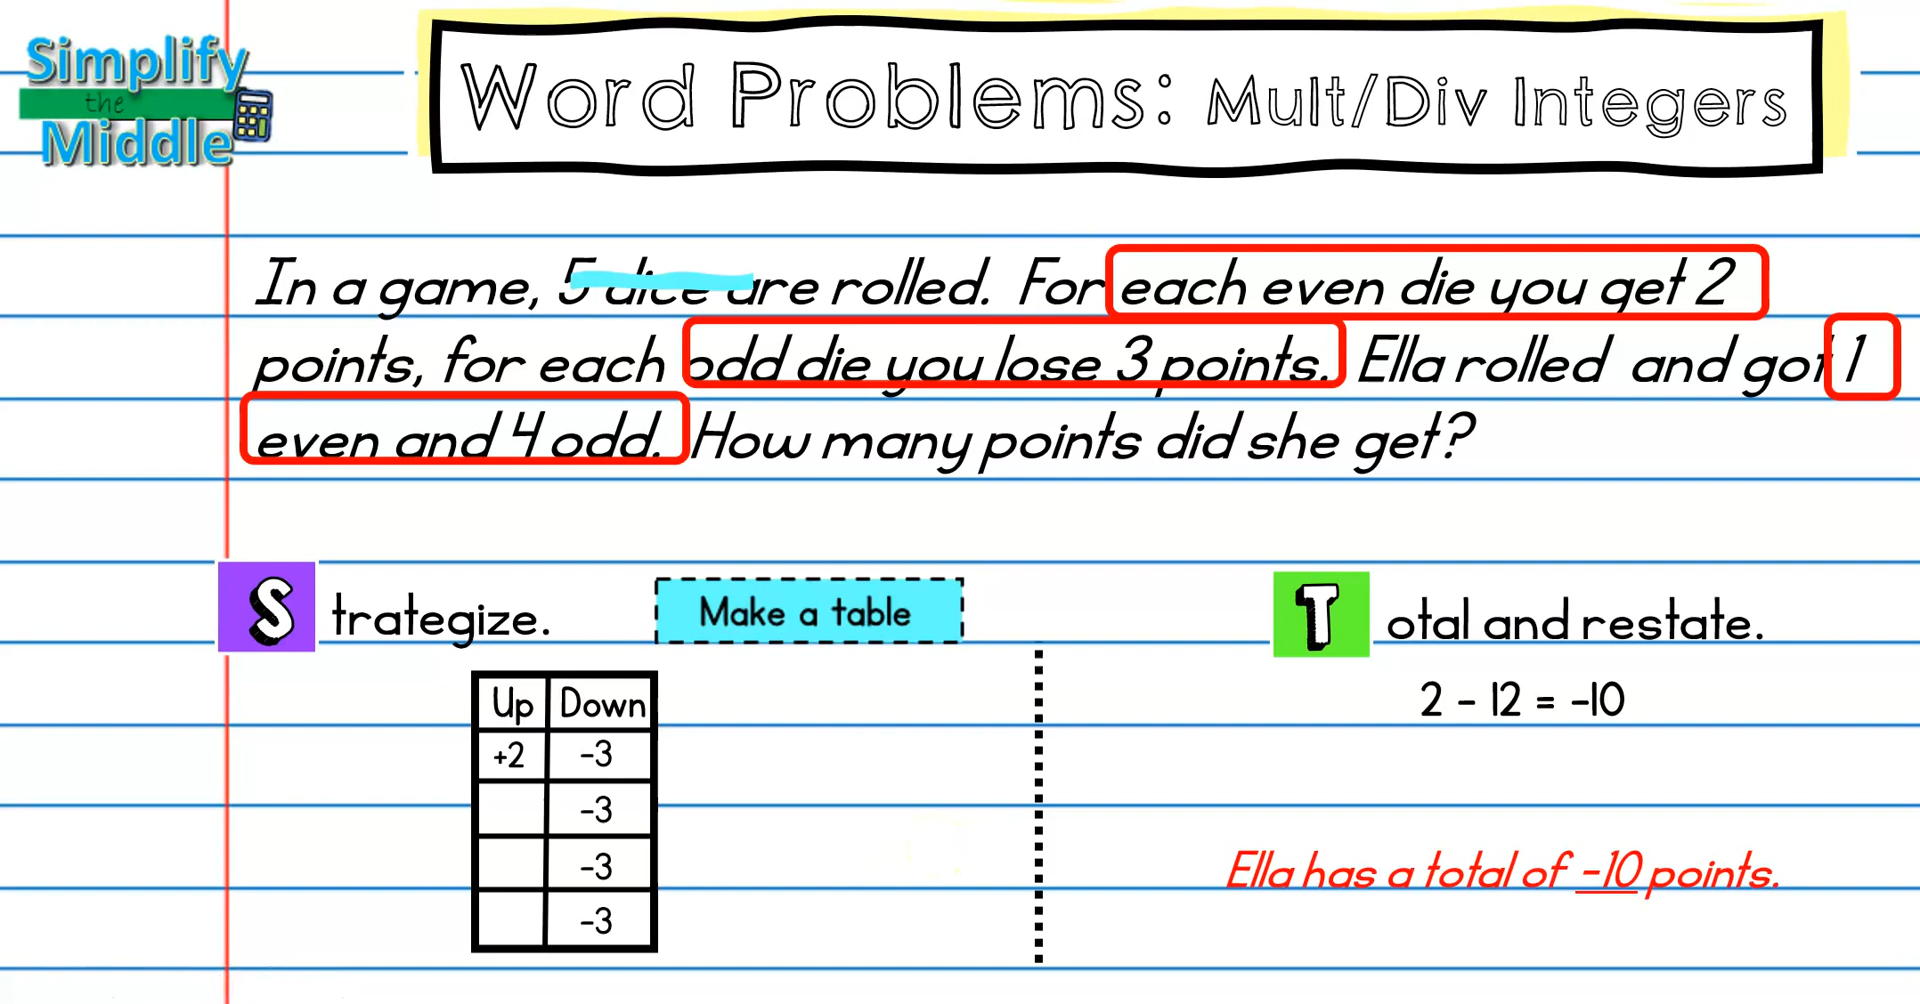 Simplify
the
Middle
Word Problems: Mult/Div Integers
In a game, 5 dice are rolled. For each even die you get 2
points, for each odd die you lose 3 points. Ella rolled and got 1
even and 4 odd. How many points did she get?
Strategize.
Make a table
Up Down
+2 -3
-3
-3
-3
Total and restate.
2 - 12 = -10
Ella has a total of -10 points.